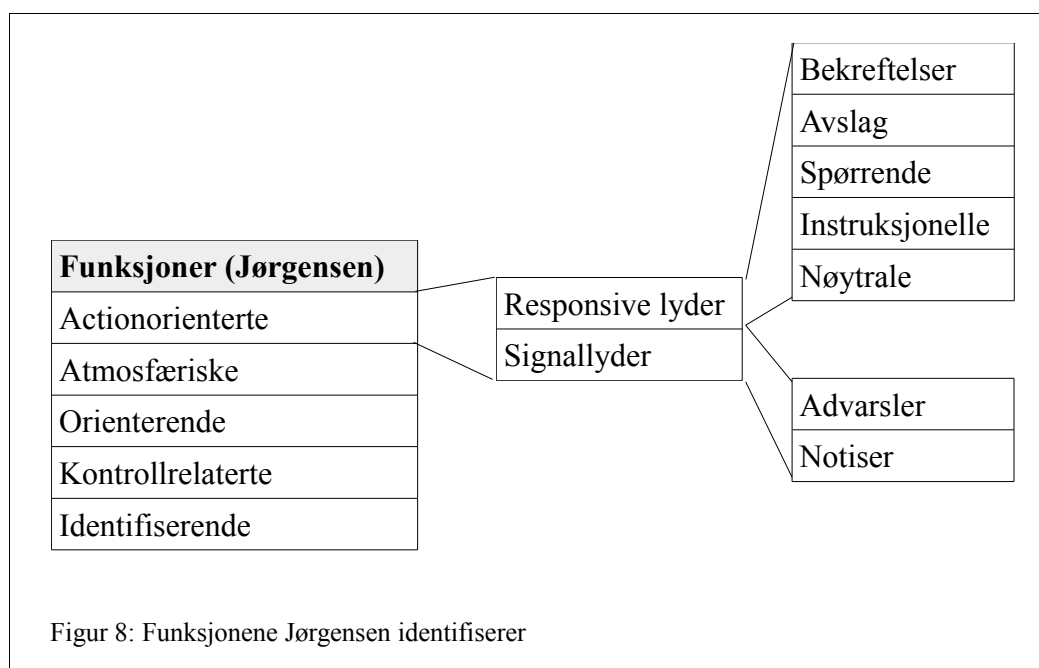 Funksjoner (Jørgensen)
Actionorienterte
Atmosfæriske
Orienterende
Kontrollrelaterte
Identifiserende
Responsive lyder
Signallyder
Bekreftelser
Avslag
Spørrende
Instruksjonelle
Nøytrale
Advarsler
Notiser
Figur 8: Funksjonene Jørgensen identifiserer